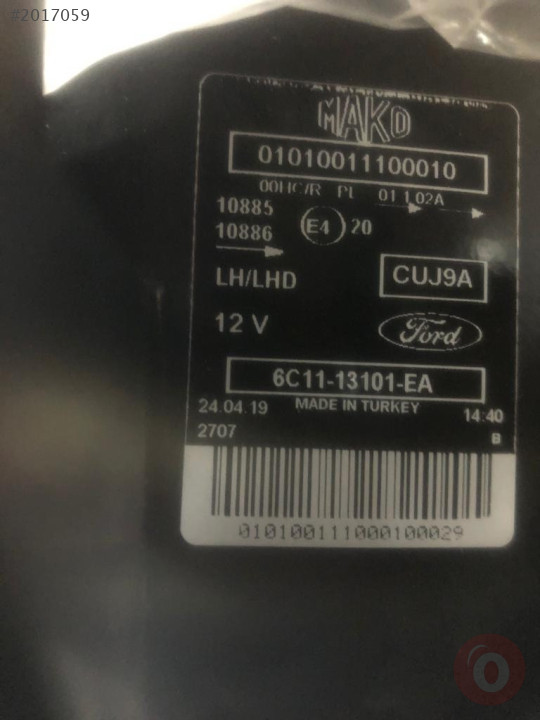 #2017059
MAKO
01010011100010
00HC/R PL 01 1 02A
10885
10886
E4 20
LH/LHD
CUJ9A
12 V
Ford
6C11-13101-EA
24.04.19 MADE IN TURKEY 14:40
2707 B
010100111000100029